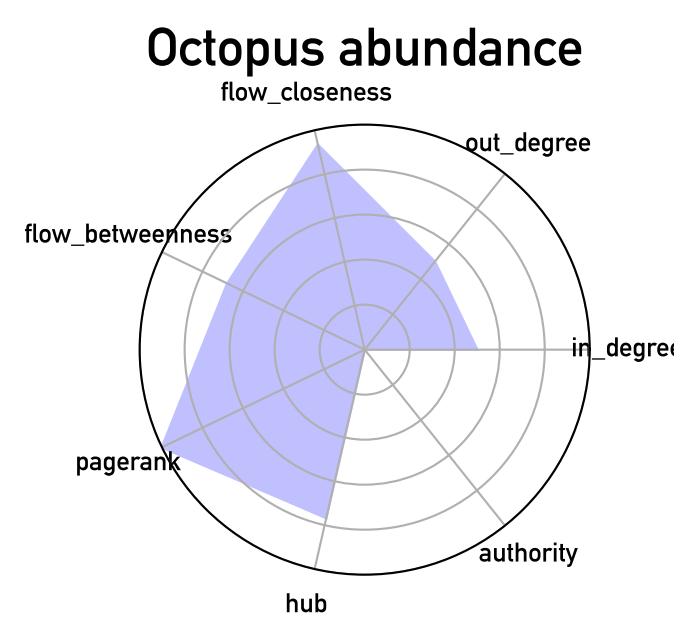 Octopus abundance
flow_closeness
out_degree
flow_betweenness
in_degree
pagerank
authority
hub